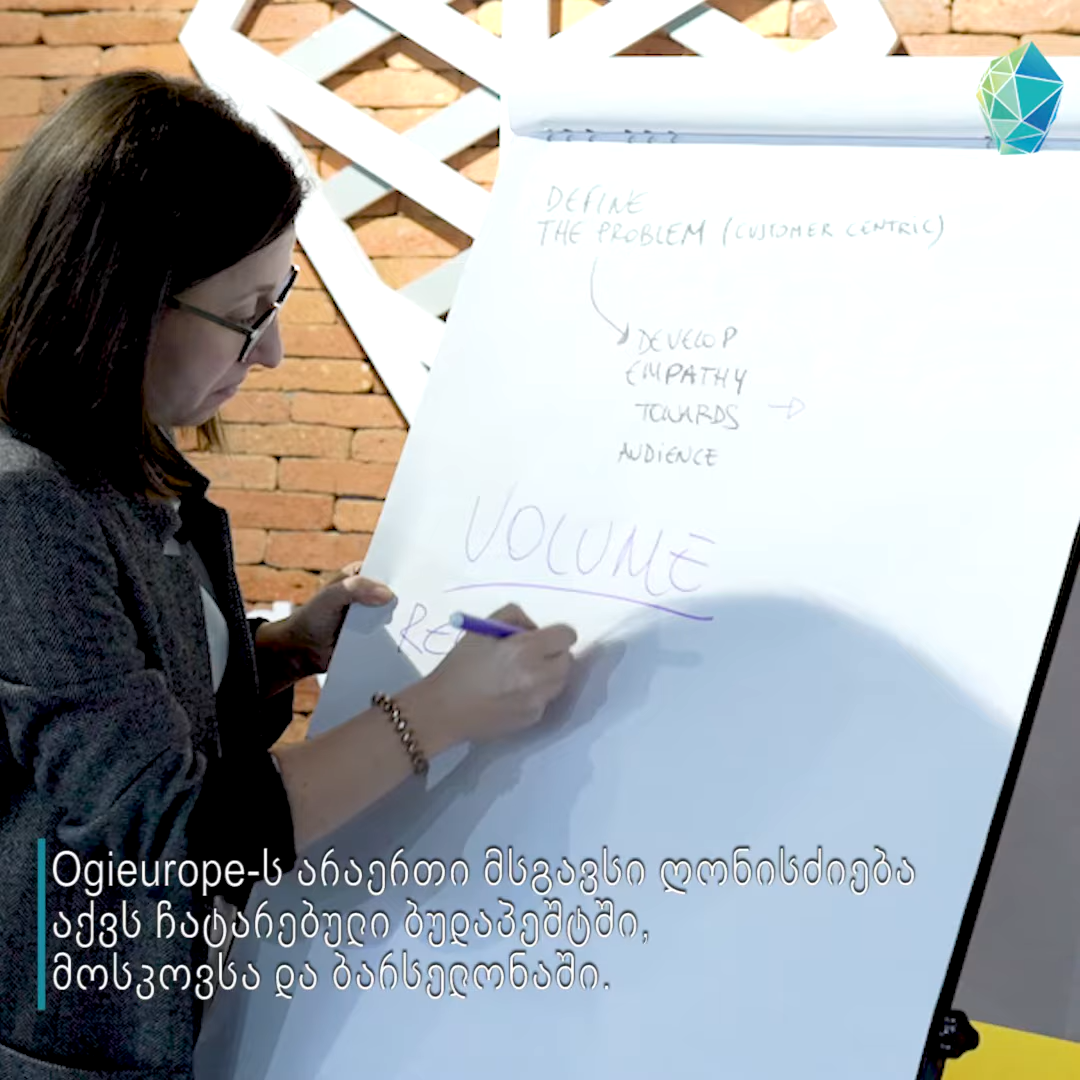 DEFINE
THE PROBLEM (CUSTOMER CENTRIC)
DEVELOP
EMPATHY
TOWARDS
AUDIENCE
VOLUME
RE
Ogieurope-ს არაერთი მსგავსი ღონისძიება
აქვს ჩატარებული ბუდაპეშტში,
მოსკოვსა და ბარსელონაში.